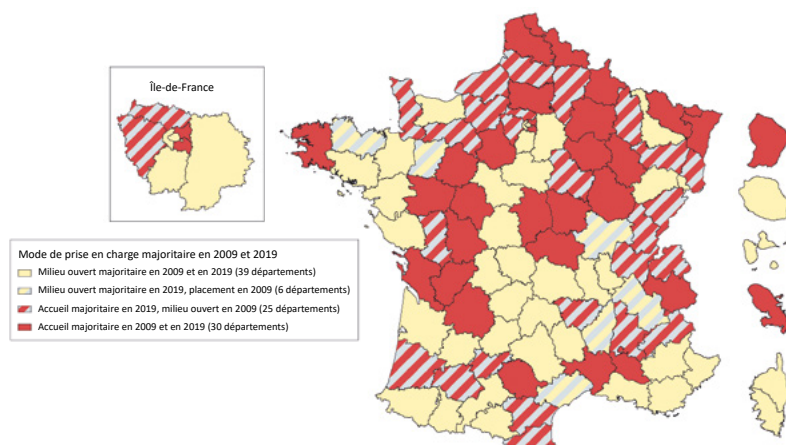 Île-de-France
Mode de prise en charge majoritaire en 2009 et 2019
Milieu ouvert majoritaire en 2009 et en 2019 (39 départements)
Milieu ouvert majoritaire en 2019, placement en 2009 (6 départements)
Accueil majoritaire en 2019, milieu ouvert en 2009 (25 départements)
Accueil majoritaire en 2009 et en 2019 (30 départements)